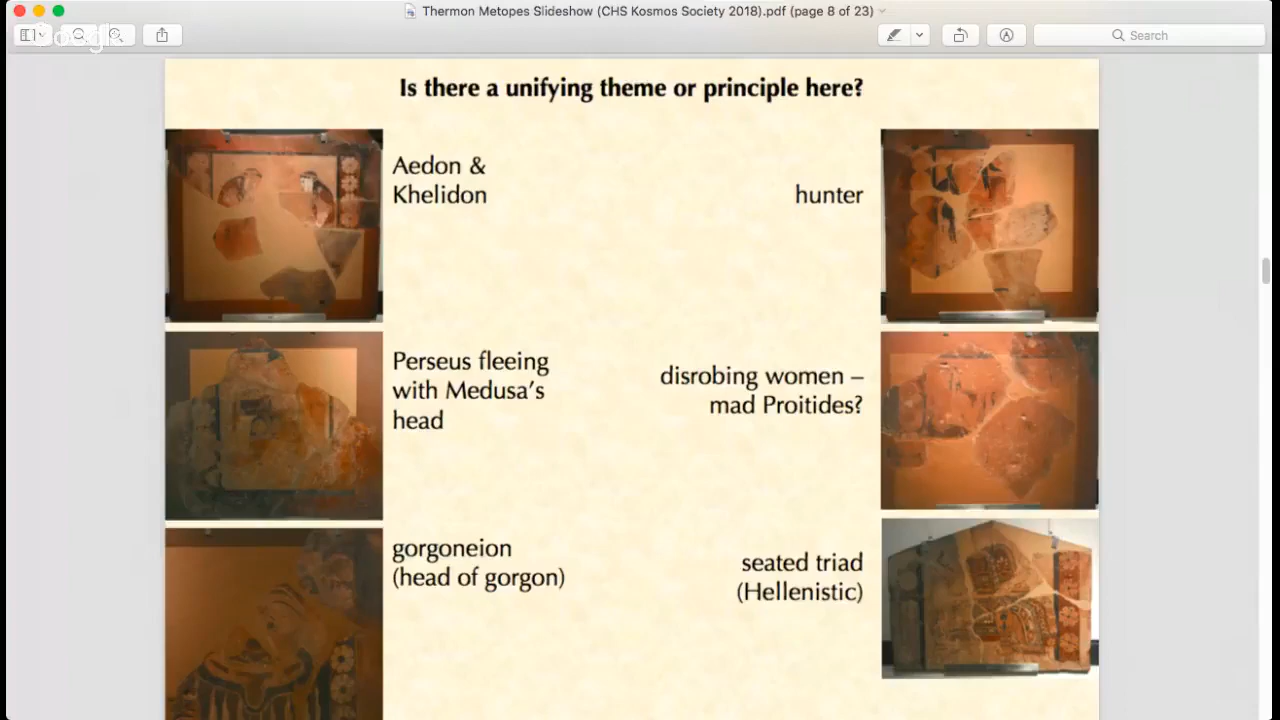 Thermon Metopes Slideshow (CHS Kosmos Society 2018).pdf (page 8 of 23)
Google
Search
Is there a unifying theme or principle here?
Aedon &
Khelidon
hunter
Perseus fleeing
with Medusa's
head
disrobing women –
mad Proitides?
gorgoneion
(head of gorgon)
seated triad
(Hellenistic)